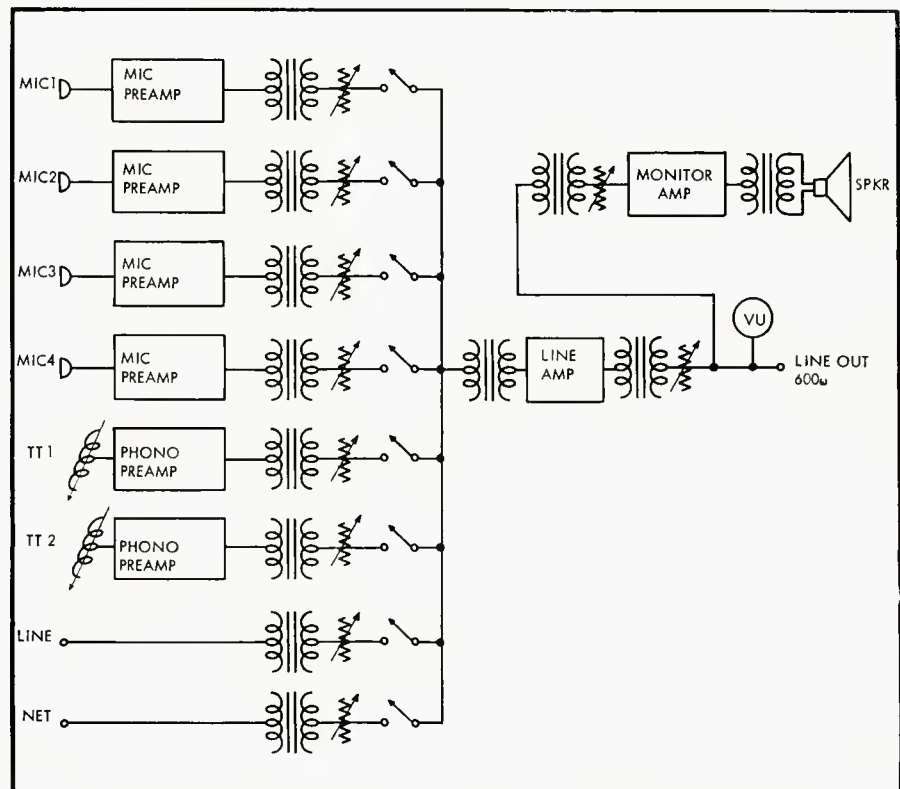 MIC1
MIC
PREAMP
MIC2
MIC
PREAMP
MIC3
MIC
PREAMP
MIC4
MIC
PREAMP
TT 1
PHONO
PREAMP
TT 2
PHONO
PREAMP
LINE
NET
MONITOR
AMP
SPKR
VU
LINE
AMP
LINE OUT
600ω